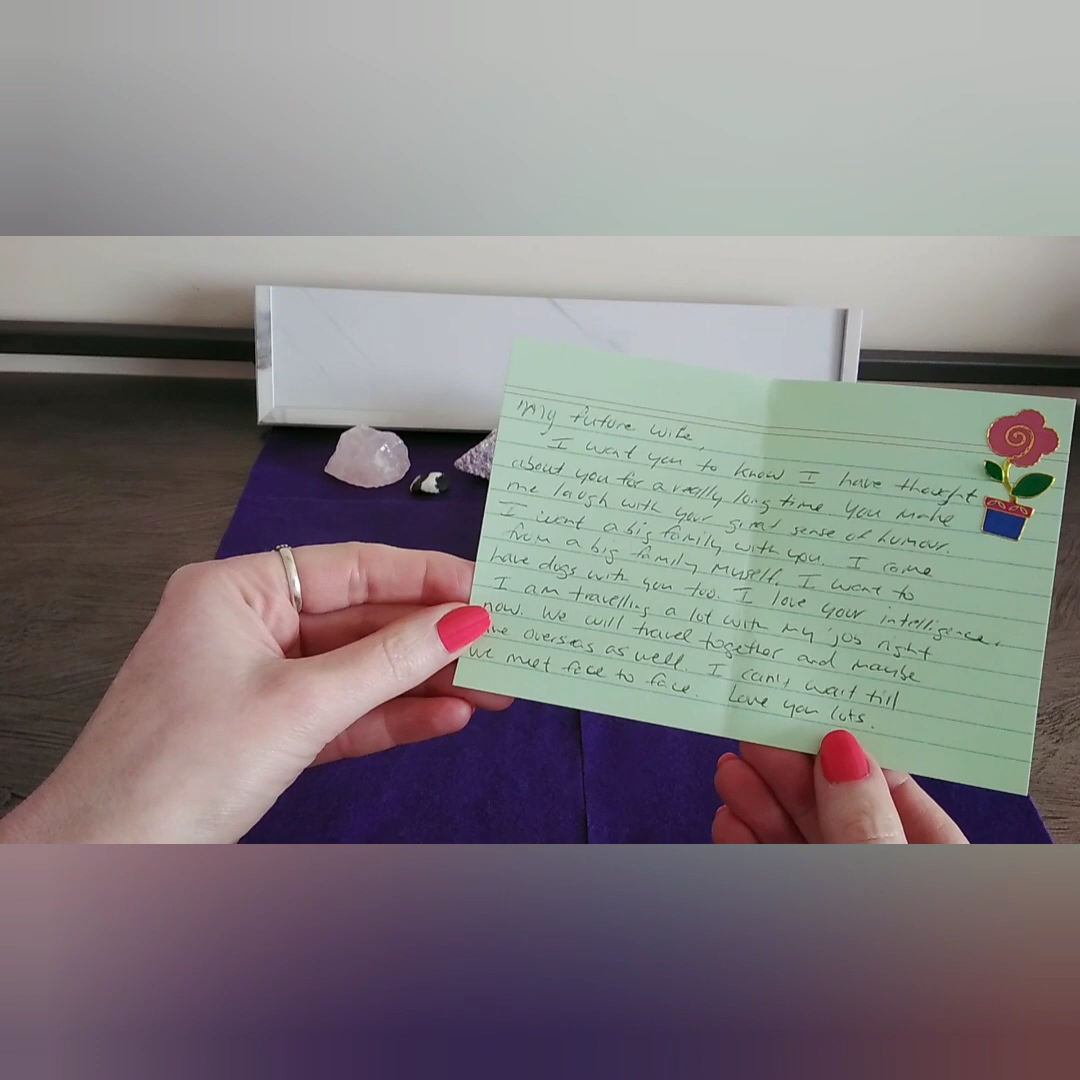 My future wife,
I want you to know I have thought
about you for a really long time you make
me laugh with your great sense of humour.
I want a big family with you. I come
from a big family myself. I want to
have dogs with you too. I love your intelligence.
I am travelling a lot with my job right
now. We will travel together and maybe
overseas as well. I can't wait till
we meet face to face. Love you lots.